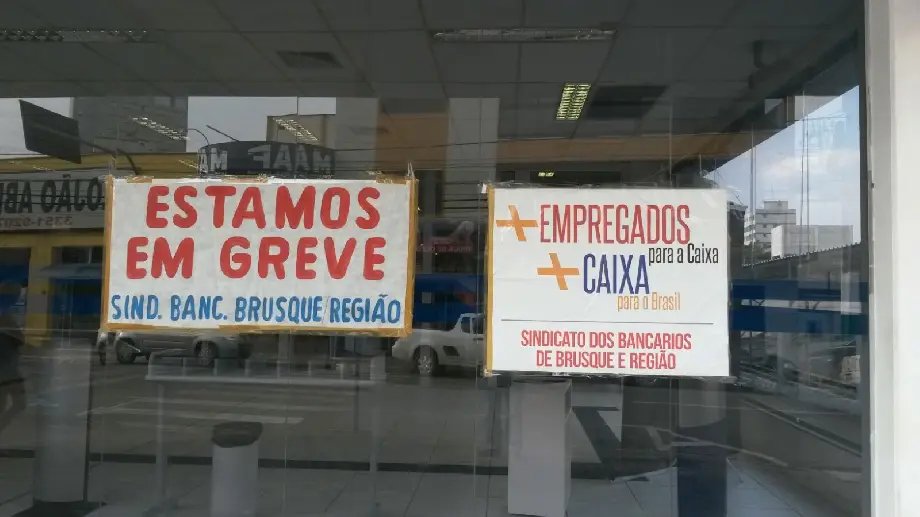 ESTAMOS
EM GREVE
SIND. BANC. BRUSQUE/REGIÃO
+EMPREGADOS
para a Caixa
+CAIXA
para o Brasil
SINDICATO DOS BANCARIOS
DE BRUSQUE E REGIÃO